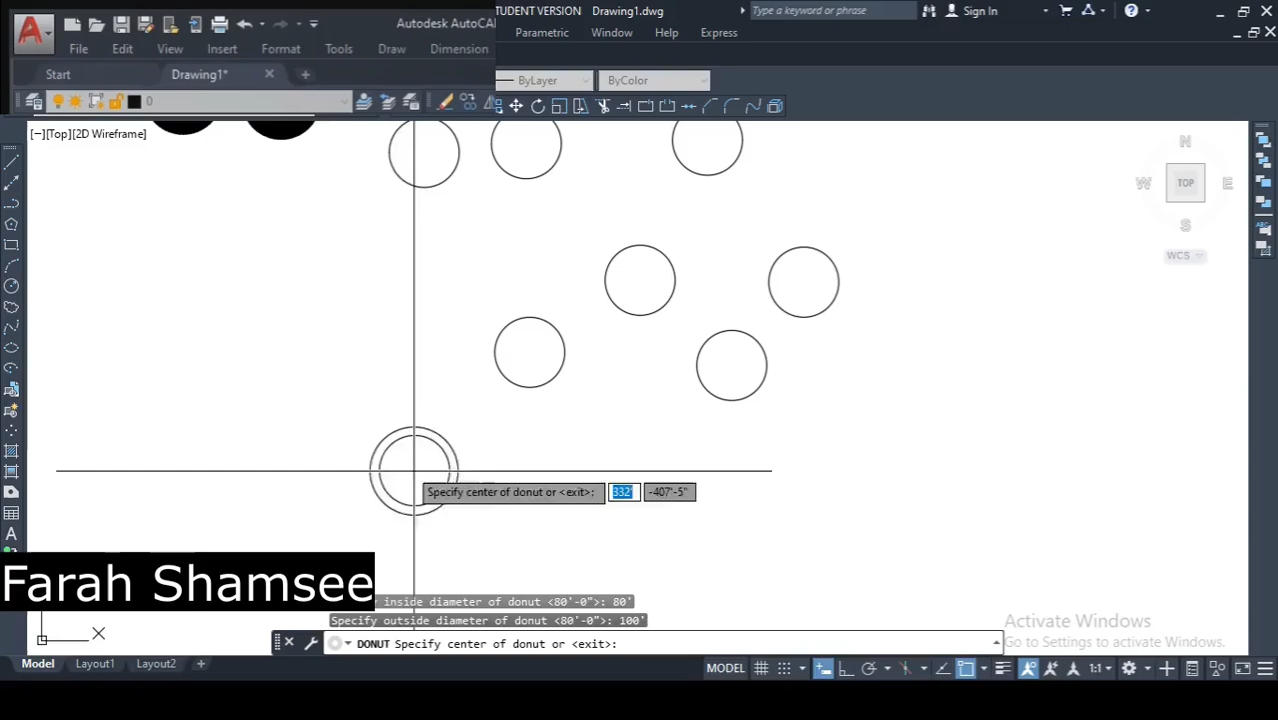 Autodesk AutoCA
STUDENT VERSION Drawing1.dwg
Type a keyword or phrase
Sign In
File Edit View Insert Format Tools Draw Dimension
Parametric Window Help Express
Start
Drawing1*
0
ByLayer
ByColor
[−][Top][2D Wireframe]
N
W
TOP
E
S
WCS
Specify center of donut or <exit>:
332'
-407'-5"
Farah Shamsee
inside diameter of donut <80'-0">: 80'
Specify outside diameter of donut <80'-0">: 100'
DONUT Specify center of donut or <exit>:
Activate Windows
Go to Settings to activate Windows.
X
Model
Layout1
Layout2
MODEL
1:1